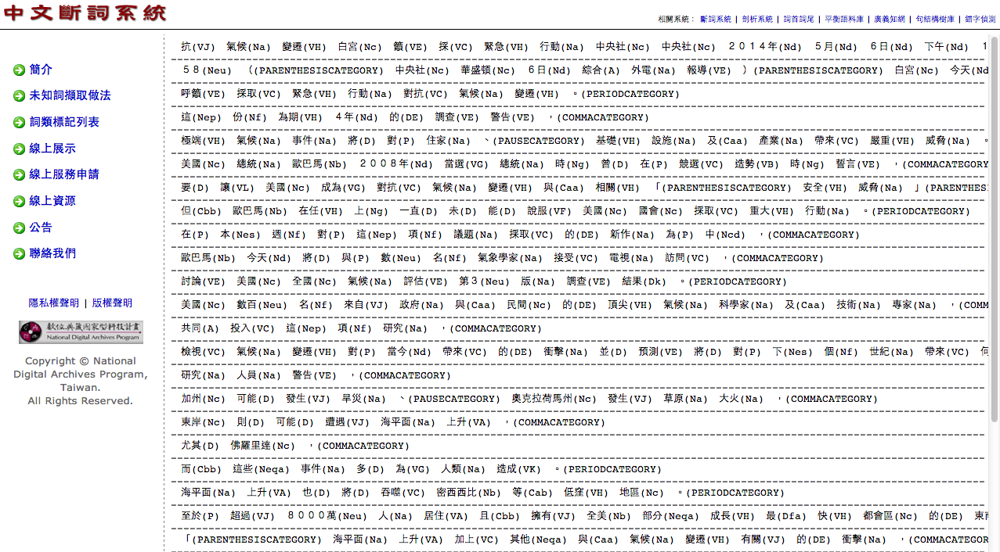 中文斷詞系統
相關系統： 斷詞系統 | 剖析系統 | 詞首詞尾 | 平衡語料庫 | 廣義知網 | 句結構樹庫 | 錯字偵測
簡介
未知詞擷取做法
詞類標記列表
線上展示
線上服務申請
線上資源
公告
聯絡我們
隱私權聲明 | 版權聲明
數位典藏國家型科技計畫
National Digital Archives Program
Copyright © National
Digital Archives Program,
Taiwan.
All Rights Reserved.
抗(VJ) 氣候(Na) 變遷(VH) 白宮(Nc) 籲(VE) 採(VC) 緊急(VH) 行動(Na) 中央社(Nc) 中央社(Nc) ２０１４年(Nd) ５月(Nd) ６日(Nd) 下午(Nd) 1
５８(Neu) （(PARENTHESISCATEGORY) 中央社(Nc) 華盛頓(Nc) ６日(Nd) 綜合(A) 外電(Na) 報導(VE) ）(PARENTHESISCATEGORY) 白宮(Nc) 今天(Nd
呼籲(VE) 採取(VC) 緊急(VH) 行動(Na) 對抗(VC) 氣候(Na) 變遷(VH) 。(PERIODCATEGORY)
這(Nep) 份(Nf) 為期(VH) ４年(Nd) 的(DE) 調查(VE) 警告(VE) ，(COMMACATEGORY)
極端(VH) 氣候(Na) 事件(Na) 將(D) 對(P) 住家(Na) 、(PAUSECATEGORY) 基礎(VH) 設施(Na) 及(Caa) 產業(Na) 帶來(VC) 嚴重(VH) 威脅(Na) 。
美國(Nc) 總統(Na) 歐巴馬(Nb) ２００８年(Nd) 當選(VG) 總統(Na) 時(Ng) 曾(D) 在(P) 競選(VC) 造勢(VB) 時(Ng) 誓言(VE) ，(COMMACATEGORY
要(D) 讓(VL) 美國(Nc) 成為(VG) 對抗(VC) 氣候(Na) 變遷(VH) 與(Caa) 相關(VH) 「(PARENTHESISCATEGORY) 安全(VH) 威脅(Na) 」(PARENTHES
但(Cbb) 歐巴馬(Nb) 在任(VH) 上(Ng) 一直(D) 未(D) 能(D) 說服(VF) 美國(Nc) 國會(Nc) 採取(VC) 重大(VH) 行動(Na) 。(PERIODCATEGORY)
在(P) 本(Nes) 週(Nf) 對(P) 這(Nep) 項(Nf) 議題(Na) 採取(VC) 的(DE) 新作(Na) 為(P) 中(Ncd) ，(COMMACATEGORY)
歐巴馬(Nb) 今天(Nd) 將(D) 與(P) 數(Neu) 名(Nf) 氣象學家(Na) 接受(VC) 電視(Na) 訪問(VC) ，(COMMACATEGORY)
討論(VE) 美國(Nc) 全國(Nc) 氣候(Na) 評估(VE) 第３(Neu) 版(Na) 調查(VE) 結果(Dk) 。(PERIODCATEGORY)
美國(Nc) 數百(Neu) 名(Nf) 來自(VJ) 政府(Na) 與(Caa) 民間(Nc) 的(DE) 頂尖(VH) 氣候(Na) 科學家(Na) 及(Caa) 技術(Na) 專家(Na) ，(COMM
共同(A) 投入(VC) 這(Nep) 項(Nf) 研究(Na) ，(COMMACATEGORY)
檢視(VC) 氣候(Na) 變遷(VH) 對(P) 當今(Nd) 帶來(VC) 的(DE) 衝擊(Na) 並(D) 預測(VE) 將(D) 對(P) 下(Nes) 個(Nf) 世紀(Na) 帶來(VC)
研究(Na) 人員(Na) 警告(VE) ，(COMMACATEGORY)
加州(Nc) 可能(D) 發生(VJ) 旱災(Na) 、(PAUSECATEGORY) 奧克拉荷馬州(Nc) 發生(VJ) 草原(Na) 大火(Na) ，(COMMACATEGORY)
東岸(Nc) 則(D) 可能(D) 遭遇(VJ) 海平面(Na) 上升(VA) ，(COMMACATEGORY)
尤其(D) 佛羅里達(Nc) ，(COMMACATEGORY)
而(Cbb) 這些(Neqa) 事件(Na) 多(D) 為(VG) 人類(Na) 造成(VK) 。(PERIODCATEGORY)
海平面(Na) 上升(VA) 也(D) 將(D) 吞噬(VC) 密西西比(Nb) 等(Cab) 低窪(VH) 地區(Nc) 。(PERIODCATEGORY)
至於(P) 超過(VJ) ８０００萬(Neu) 人(Na) 居住(VA) 且(Cbb) 擁有(VJ) 全美(Nb) 部分(Neqa) 成長(VH) 最(Dfa) 快(VH) 都會區(Nc) 的(DE) 東
「(PARENTHESISCATEGORY) 海平面(Na) 上升(VA) 加上(VC) 其他(Neqa) 與(Caa) 氣候(Na) 變遷(VH) 有關(VJ) 的(DE) 衝擊(Na) ，(COMMACATEGOR